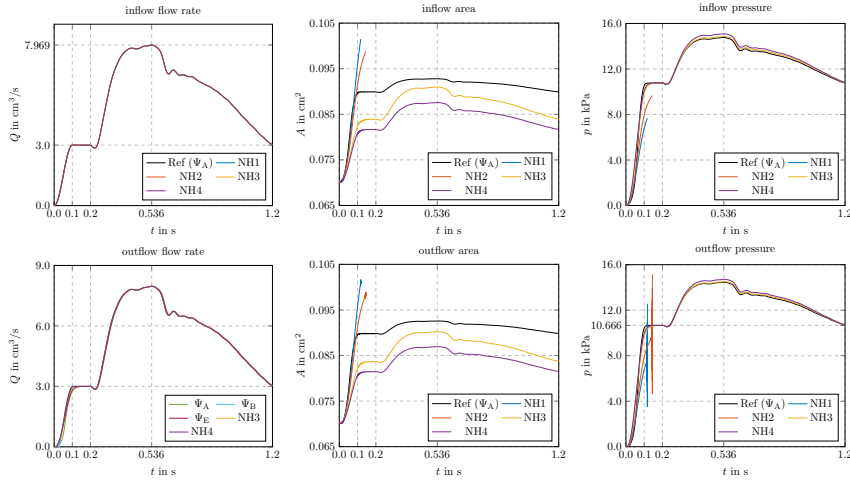 inflow flow rate
7.969
3.0
0.0
Q in cm³/s
Ref (Ψ_A) NH1
NH2 NH3
NH4
0.0 0.1 0.2 0.536 1.2
t in s
inflow area
0.105
0.095
0.085
0.075
0.065
A in cm²
Ref (Ψ_A) NH1
NH2 NH3
NH4
0.0 0.1 0.2 0.536 1.2
t in s
inflow pressure
16.0
12.0
8.0
4.0
0.0
p in kPa
Ref (Ψ_A) NH1
NH2 NH3
NH4
0.0 0.1 0.2 0.536 1.2
t in s
outflow flow rate
9.0
6.0
3.0
0.0
Q in cm³/s
Ψ_A Ψ_B
Ψ_E NH3
NH4
0.0 0.1 0.2 0.536 1.2
t in s
outflow area
0.105
0.095
0.085
0.075
0.065
A in cm²
Ref (Ψ_A) NH1
NH2 NH3
NH4
0.0 0.1 0.2 0.536 1.2
t in s
outflow pressure
16.0
12.0
10.666
8.0
4.0
0.0
p in kPa
Ref (Ψ_A) NH1
NH2 NH3
NH4
0.0 0.1 0.2 0.536 1.2
t in s